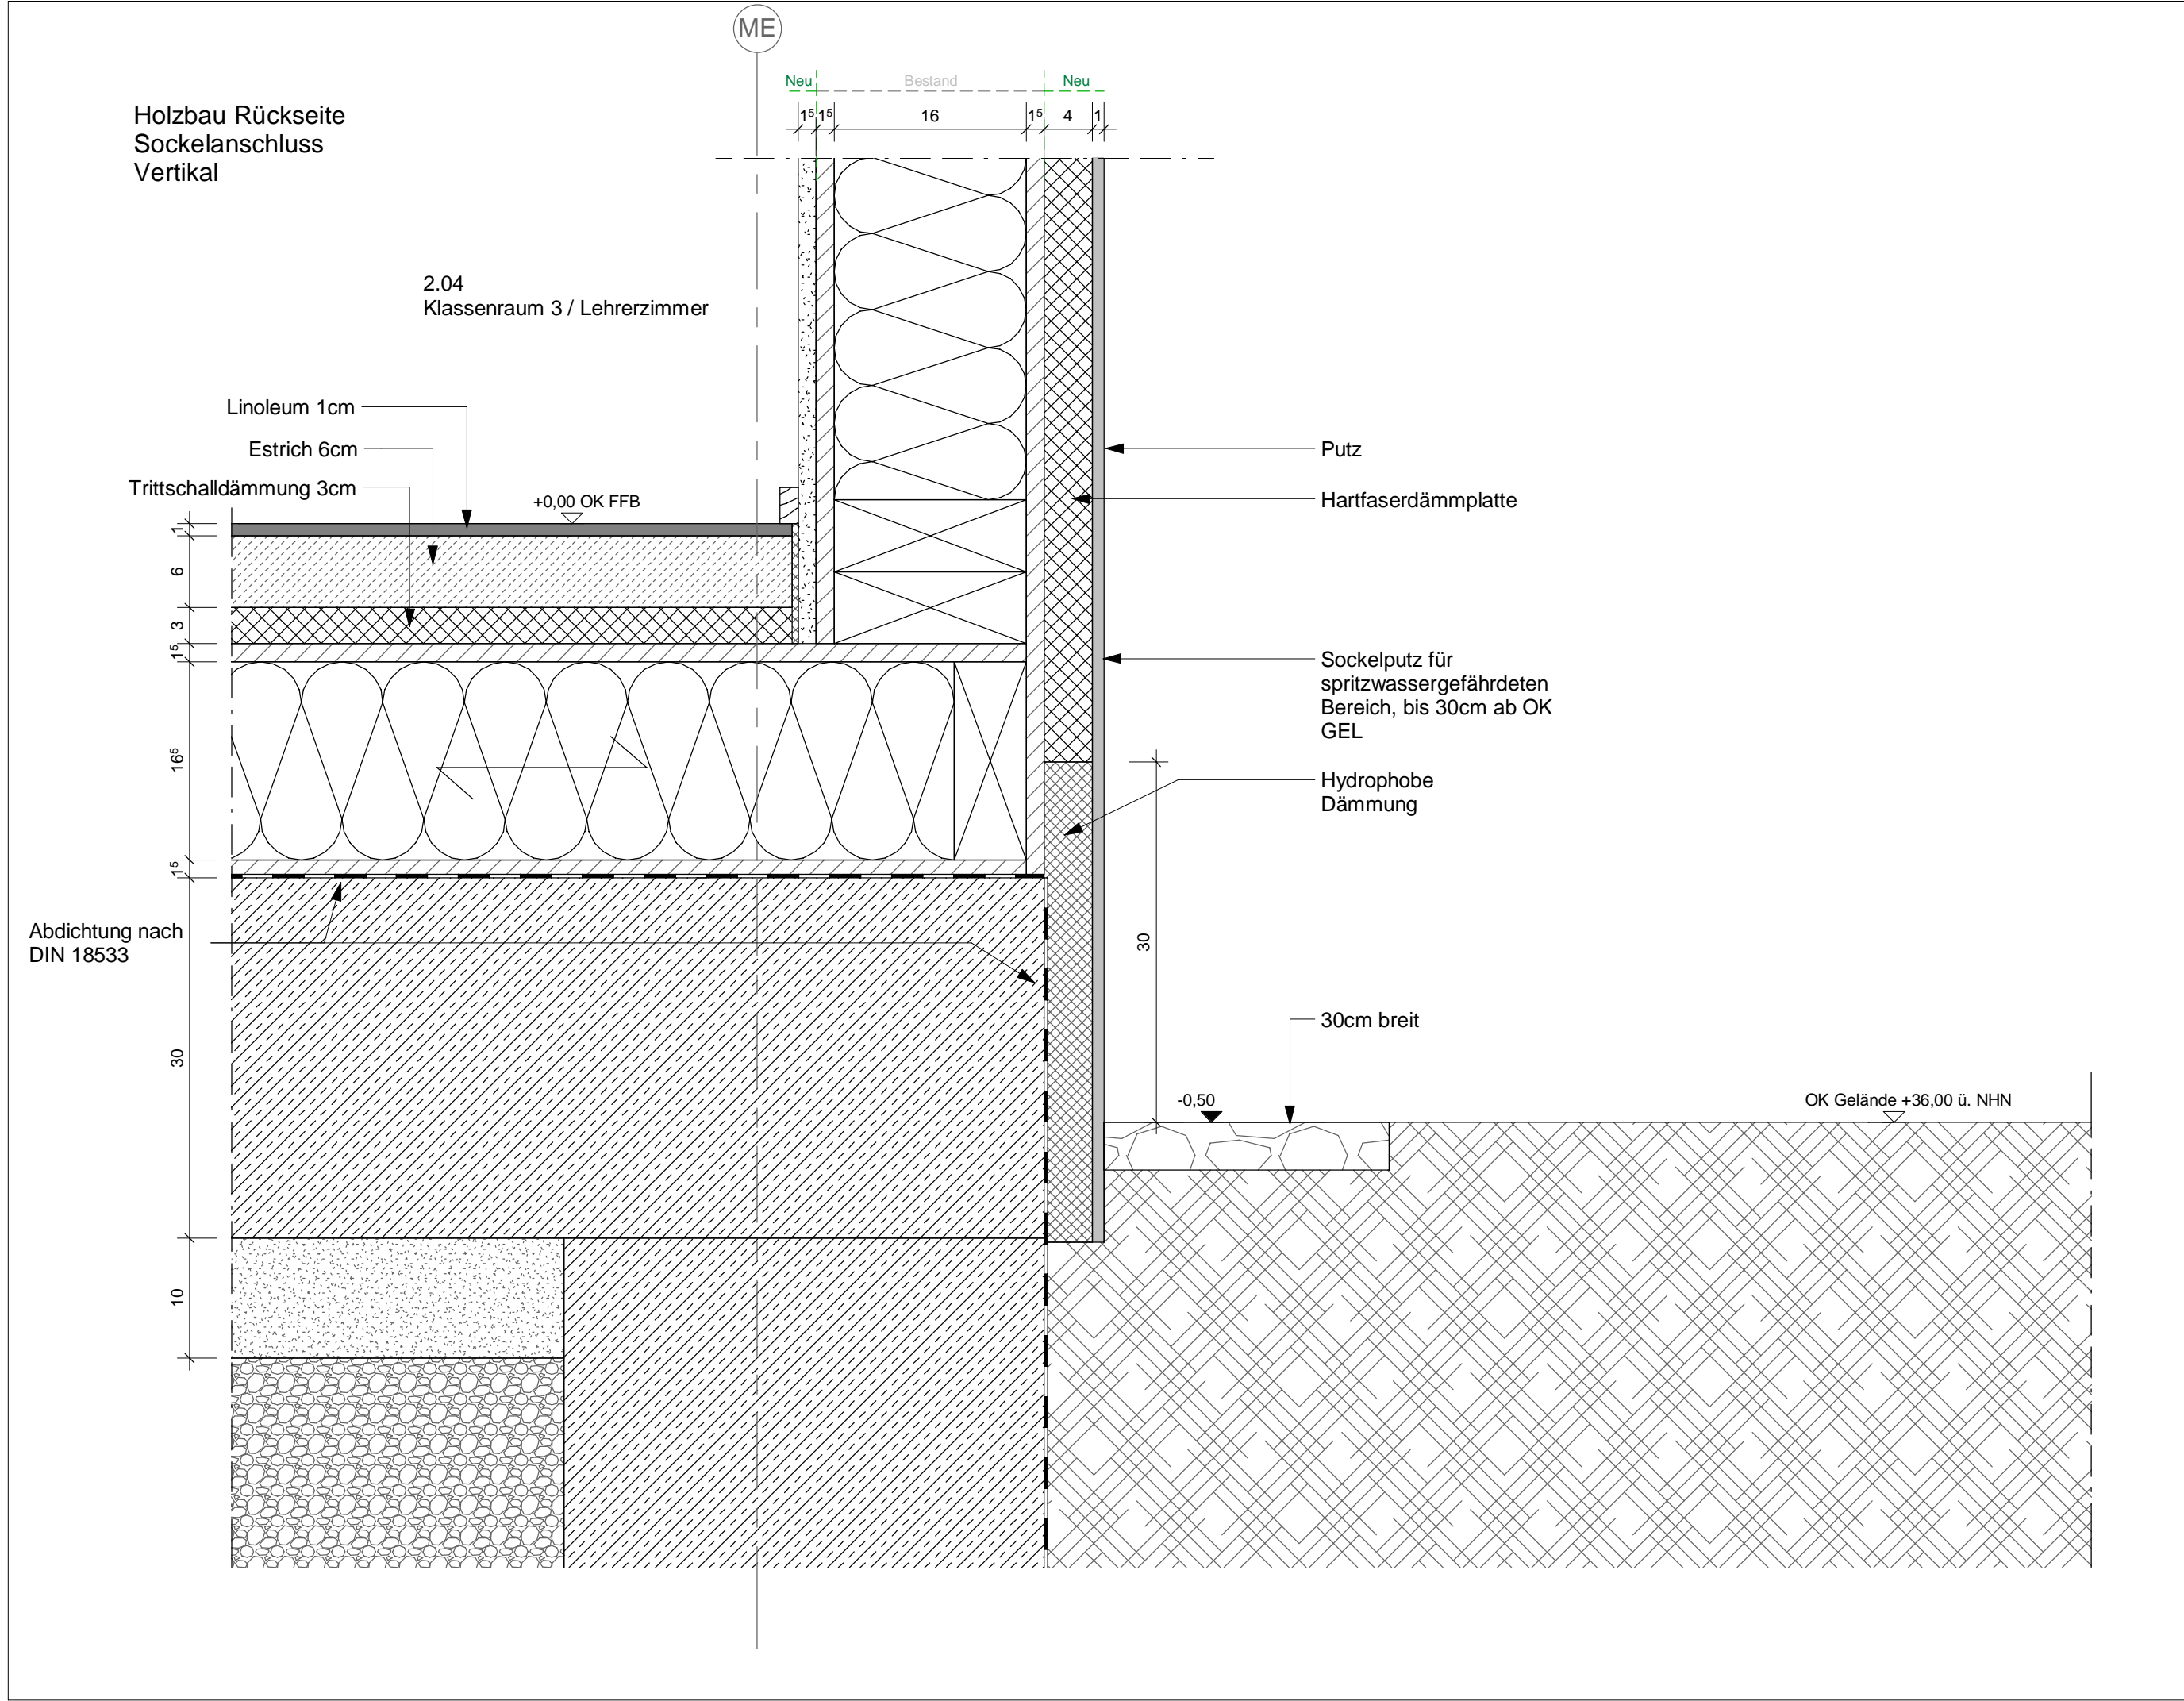 ME
Neu Bestand Neu
1⁵ 1⁵ 16 1⁵ 4 1
Holzbau Rückseite
Sockelanschluss
Vertikal
2.04
Klassenraum 3 / Lehrerzimmer
Linoleum 1cm
Estrich 6cm
Trittschalldämmung 3cm
+0,00 OK FFB
1
6
3
1⁵
16⁵
1⁵
30
10
Abdichtung nach
DIN 18533
Putz
Hartfaserdämmplatte
Sockelputz für
spritzwassergefährdeten
Bereich, bis 30cm ab OK
GEL
Hydrophobe
Dämmung
30
30cm breit
-0,50
OK Gelände +36,00 ü. NHN